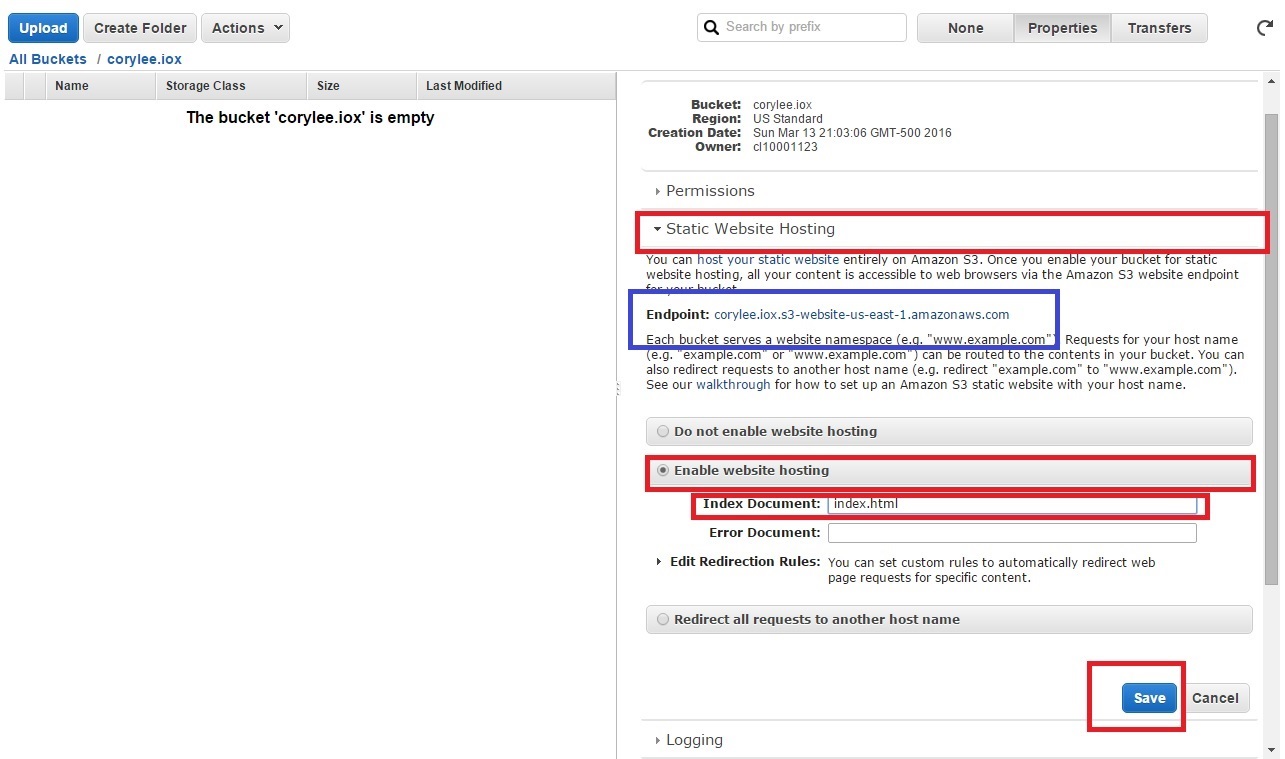 Upload Create Folder Actions Search by prefix None Properties Transfers
All Buckets / corylee.iox
Name Storage Class Size Last Modified
The bucket 'corylee.iox' is empty
Bucket: corylee.iox
Region: US Standard
Creation Date: Sun Mar 13 21:03:06 GMT-500 2016
Owner: cl10001123
Permissions
Static Website Hosting
You can host your static website entirely on Amazon S3. Once you enable your bucket for static
website hosting, all your content is accessible to web browsers via the Amazon S3 website endpoint
for your bucket.
Endpoint: corylee.iox.s3-website-us-east-1.amazonaws.com
Each bucket serves a website namespace (e.g. "www.example.com"). Requests for your host name
(e.g. "example.com" or "www.example.com") can be routed to the contents in your bucket. You can
also redirect requests to another host name (e.g. redirect "example.com" to "www.example.com").
See our walkthrough for how to set up an Amazon S3 static website with your host name.
Do not enable website hosting
Enable website hosting
Index Document: index.html
Error Document:
Edit Redirection Rules: You can set custom rules to automatically redirect web
page requests for specific content.
Redirect all requests to another host name
Save Cancel
Logging